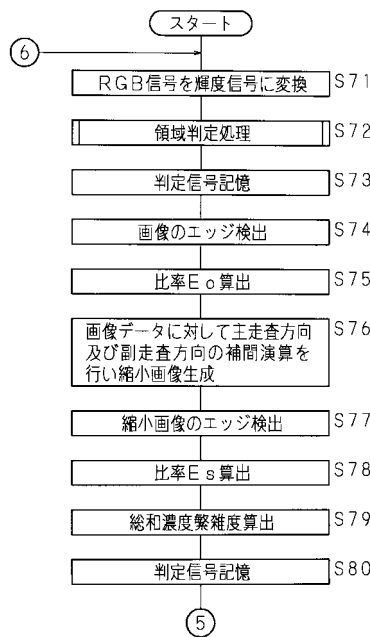 スタート
6
RGB信号を輝度信号に変換 S71
領域判定処理 S72
判定信号記憶 S73
画像のエッジ検出 S74
比率Eo算出 S75
画像データに対して主走査方向 S76
及び副走査方向の補間演算を
行い縮小画像生成
縮小画像のエッジ検出 S77
比率Es算出 S78
総和濃度繁雑度算出 S79
判定信号記憶 S80
5